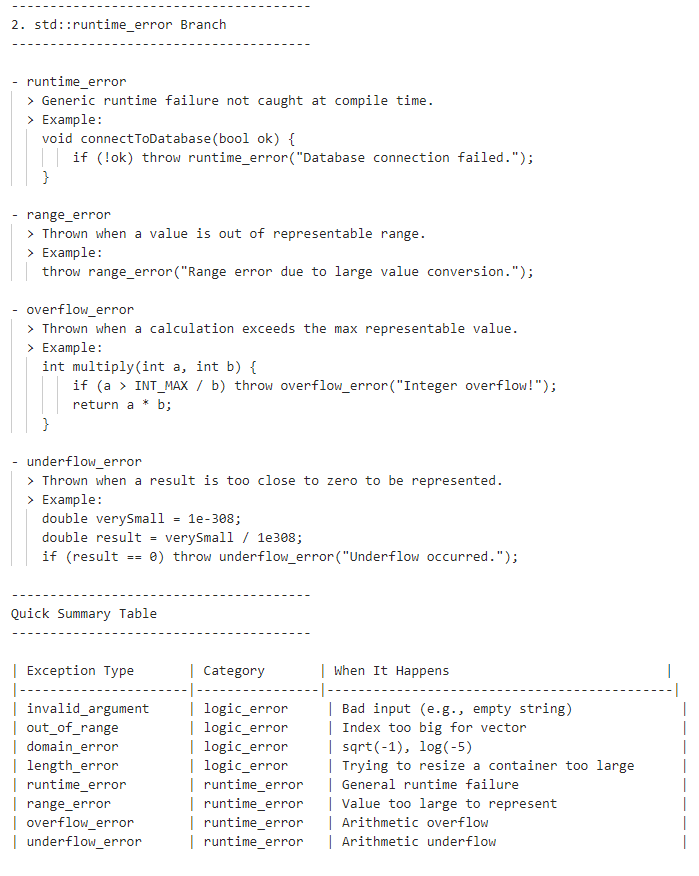 ---------------------------------------
2. std::runtime_error Branch
---------------------------------------
- runtime_error
> Generic runtime failure not caught at compile time.
> Example:
void connectToDatabase(bool ok) {
if (!ok) throw runtime_error("Database connection failed.");
}
- range_error
> Thrown when a value is out of representable range.
> Example:
throw range_error("Range error due to large value conversion.");
- overflow_error
> Thrown when a calculation exceeds the max representable value.
> Example:
int multiply(int a, int b) {
if (a > INT_MAX / b) throw overflow_error("Integer overflow!");
return a * b;
}
- underflow_error
> Thrown when a result is too close to zero to be represented.
> Example:
double verySmall = 1e-308;
double result = verySmall / 1e308;
if (result == 0) throw underflow_error("Underflow occurred.");
---------------------------------------
Quick Summary Table
---------------------------------------
| Exception Type | Category | When It Happens |
|----------------------|----------------|---------------------------------------------|
| invalid_argument | logic_error | Bad input (e.g., empty string) |
| out_of_range | logic_error | Index too big for vector |
| domain_error | logic_error | sqrt(-1), log(-5) |
| length_error | logic_error | Trying to resize a container too large |
| runtime_error | runtime_error | General runtime failure |
| range_error | runtime_error | Value too large to represent |
| overflow_error | runtime_error | Arithmetic overflow |
| underflow_error | runtime_error | Arithmetic underflow |